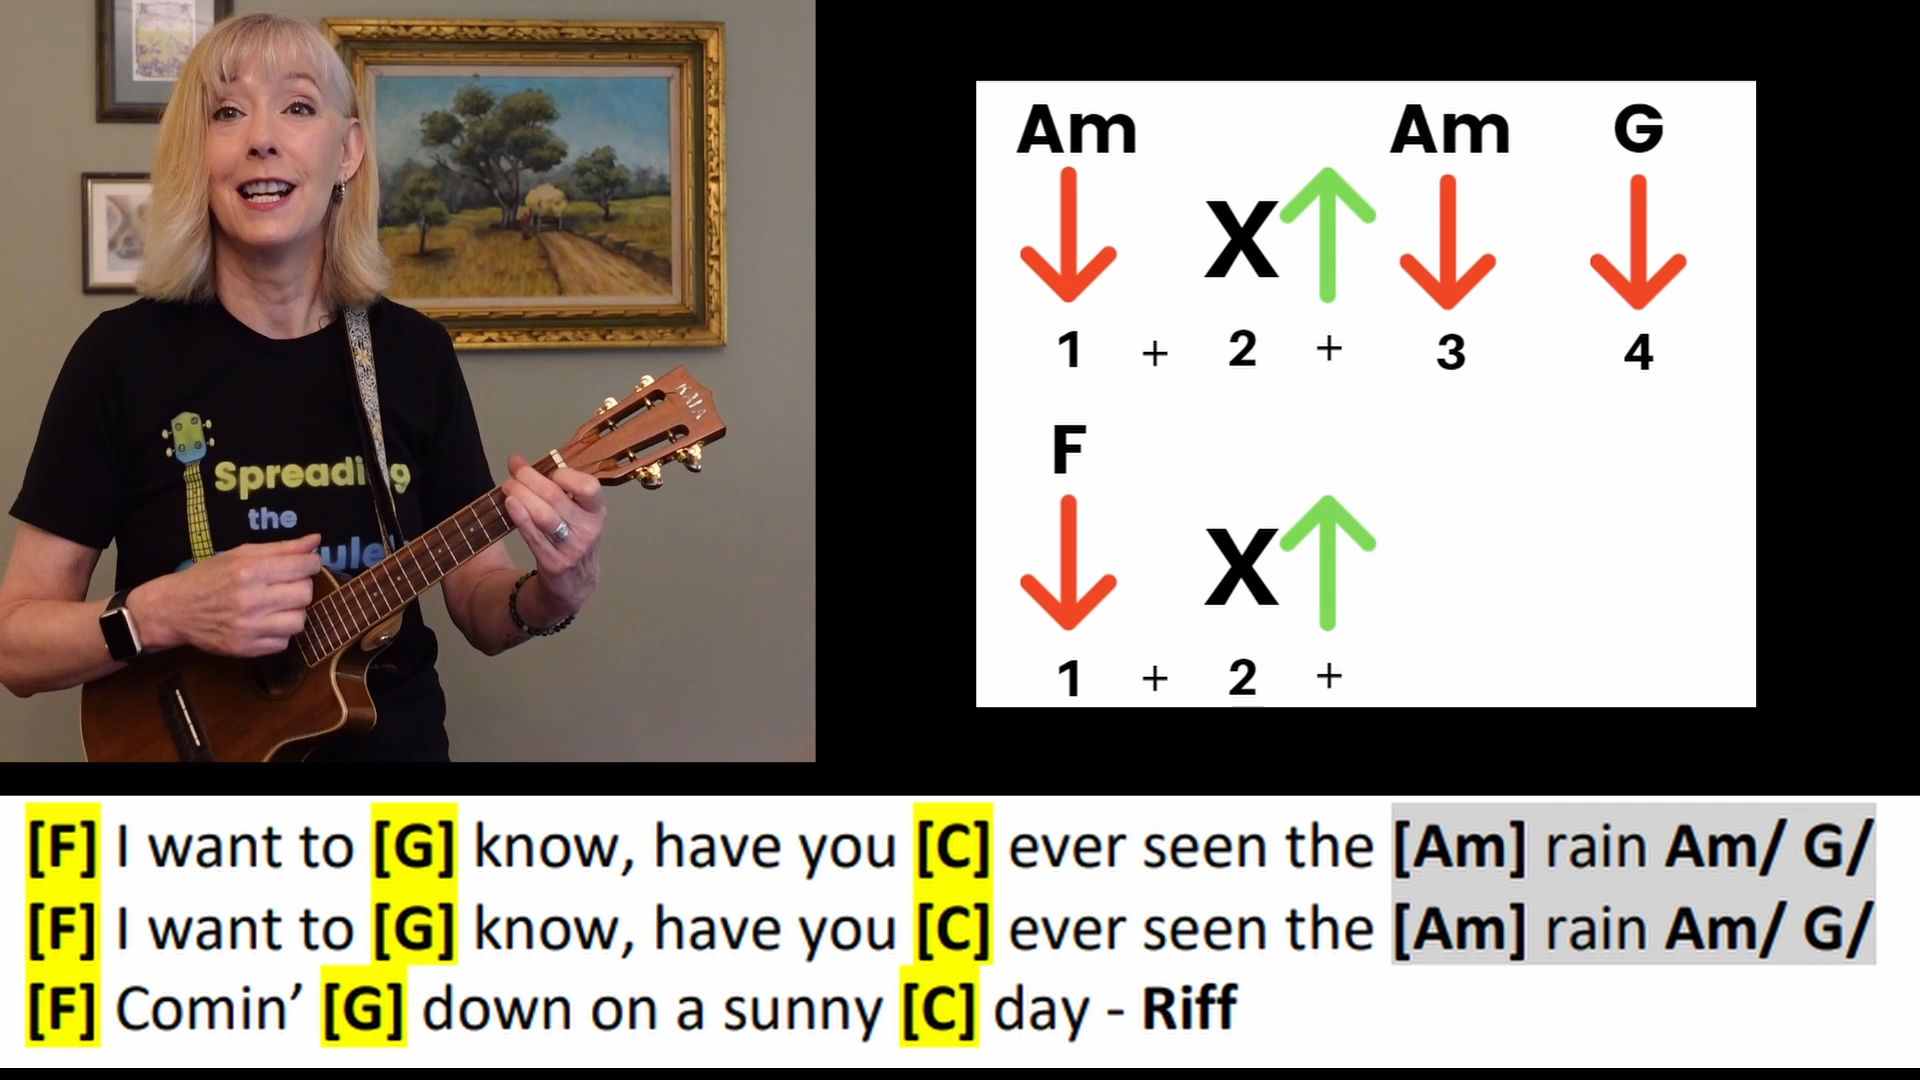 Spreading
the
KALA
Am Am G
X
1 + 2 + 3 4
F
X
1 + 2 +
[F] I want to [G] know, have you [C] ever seen the [Am] rain Am/ G/
[F] I want to [G] know, have you [C] ever seen the [Am] rain Am/ G/
[F] Comin’ [G] down on a sunny [C] day - Riff